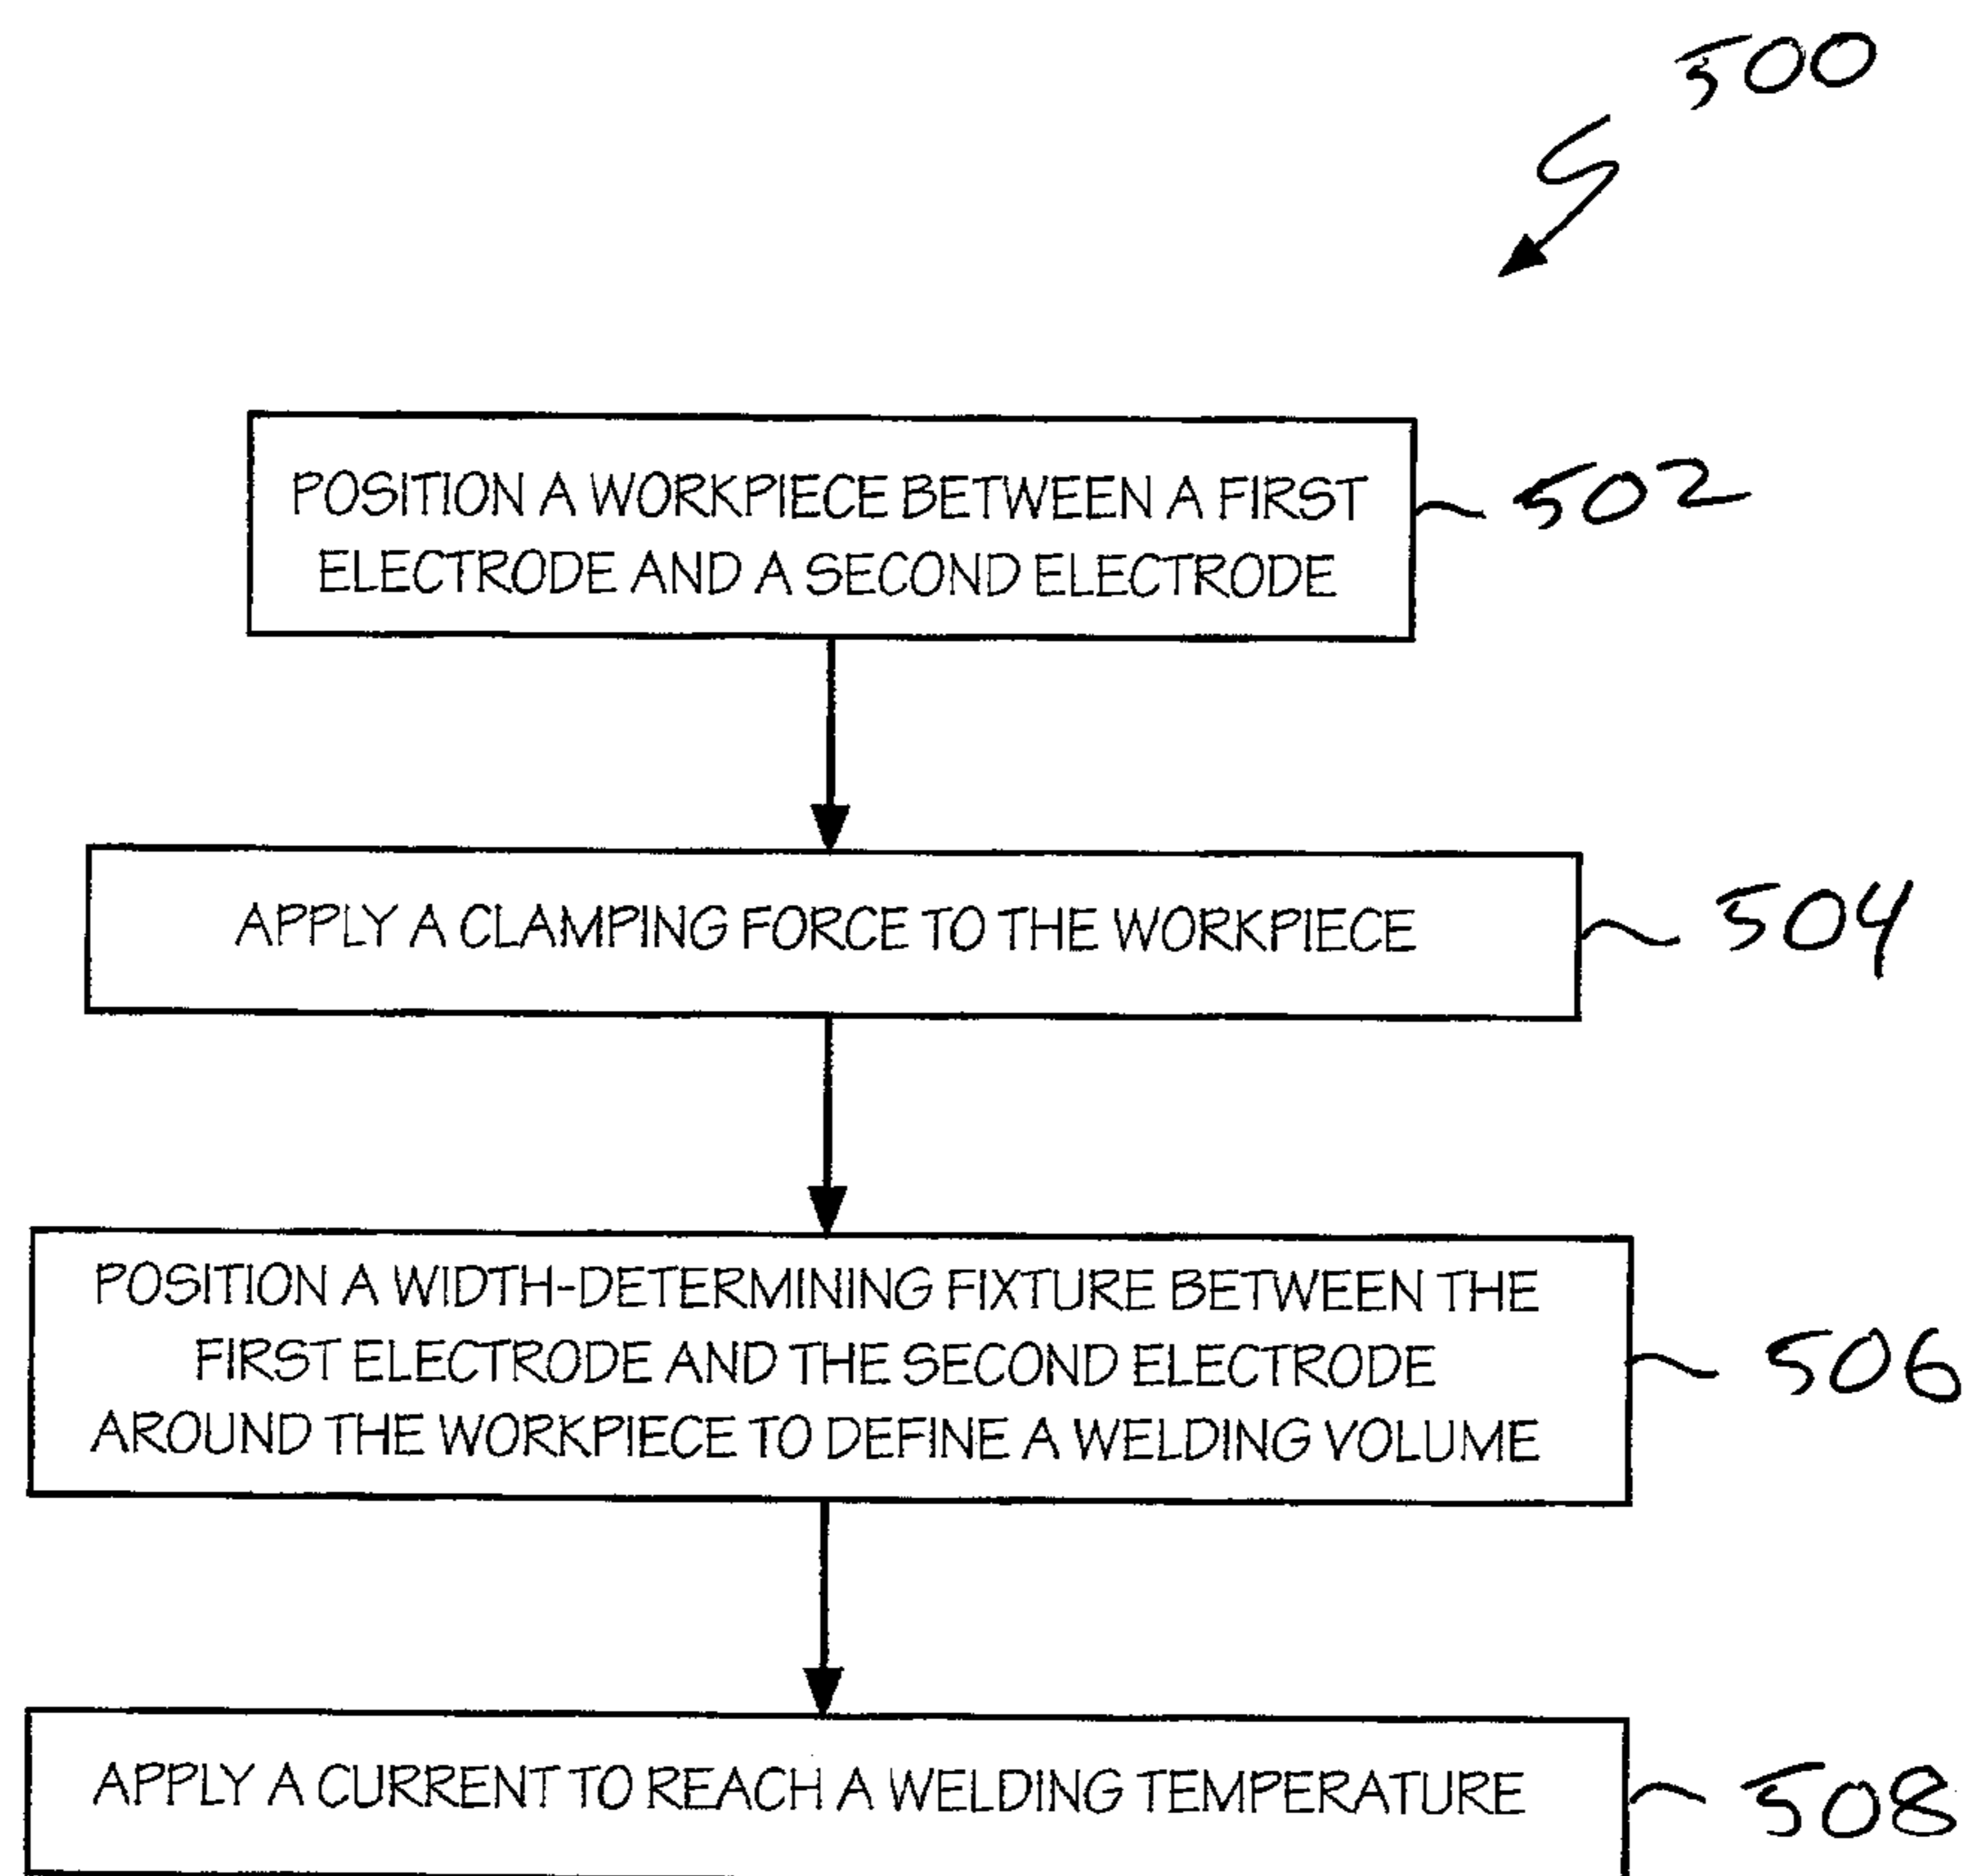 500
POSITION A WORKPIECE BETWEEN A FIRST
ELECTRODE AND A SECOND ELECTRODE
502
APPLY A CLAMPING FORCE TO THE WORKPIECE
504
POSITION A WIDTH-DETERMINING FIXTURE BETWEEN THE
FIRST ELECTRODE AND THE SECOND ELECTRODE
AROUND THE WORKPIECE TO DEFINE A WELDING VOLUME
506
APPLY A CURRENT TO REACH A WELDING TEMPERATURE
508